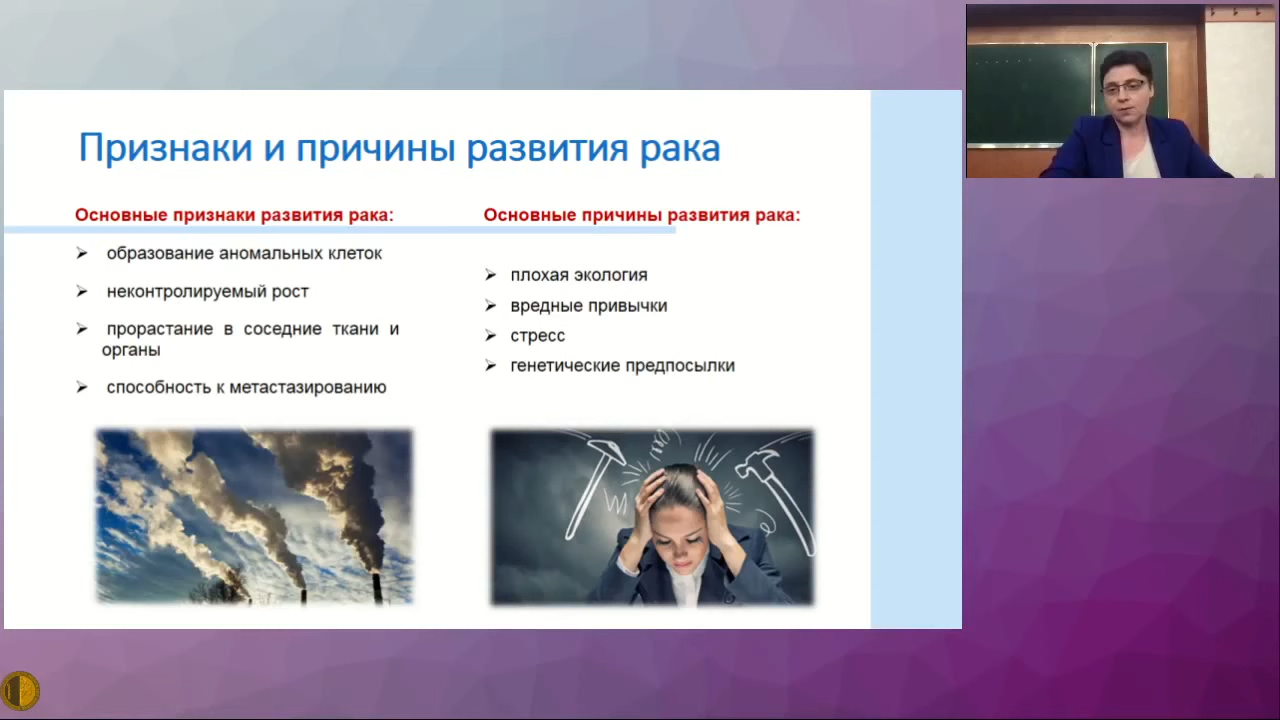 Признаки и причины развития рака
Основные признаки развития рака:
образование аномальных клеток
неконтролируемый рост
прорастание в соседние ткани и
органы
способность к метастазированию
Основные причины развития рака:
плохая экология
вредные привычки
стресс
генетические предпосылки